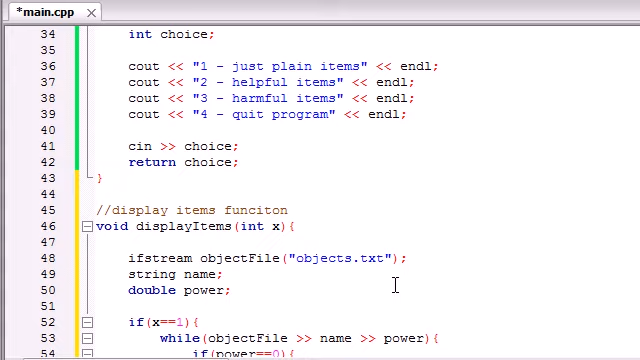 *main.cpp
34 int choice;
35
36 cout << "1 - just plain items" << endl;
37 cout << "2 - helpful items" << endl;
38 cout << "3 - harmful items" << endl;
39 cout << "4 - quit program" << endl;
40
41 cin >> choice;
42 return choice;
43 }
44
45 //display items funciton
46 void displayItems(int x){
47
48 ifstream objectFile("objects.txt");
49 string name;
50 double power;
51
52 if(x==1){
53 while(objectFile >> name >> power){
54 if(power==0){